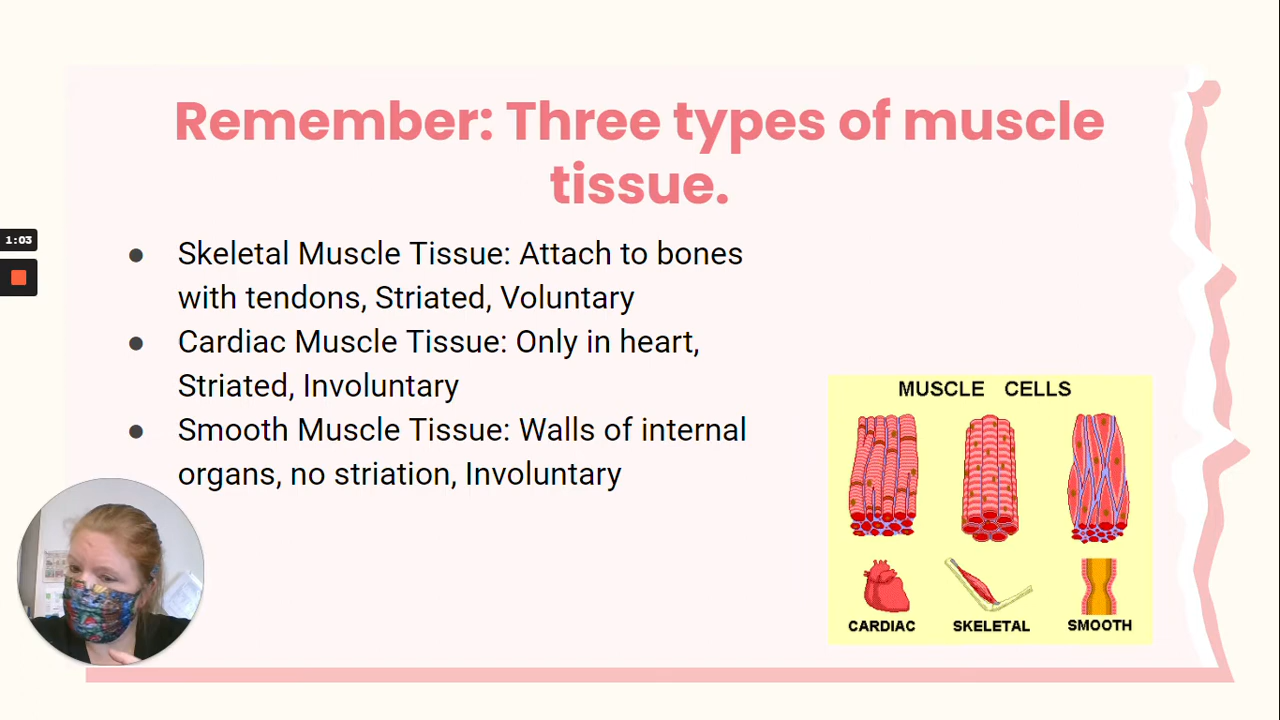 Remember: Three types of muscle
tissue.
1:03
● Skeletal Muscle Tissue: Attach to bones
with tendons, Striated, Voluntary
● Cardiac Muscle Tissue: Only in heart,
Striated, Involuntary
● Smooth Muscle Tissue: Walls of internal
organs, no striation, Involuntary
MUSCLE CELLS
CARDIAC SKELETAL SMOOTH